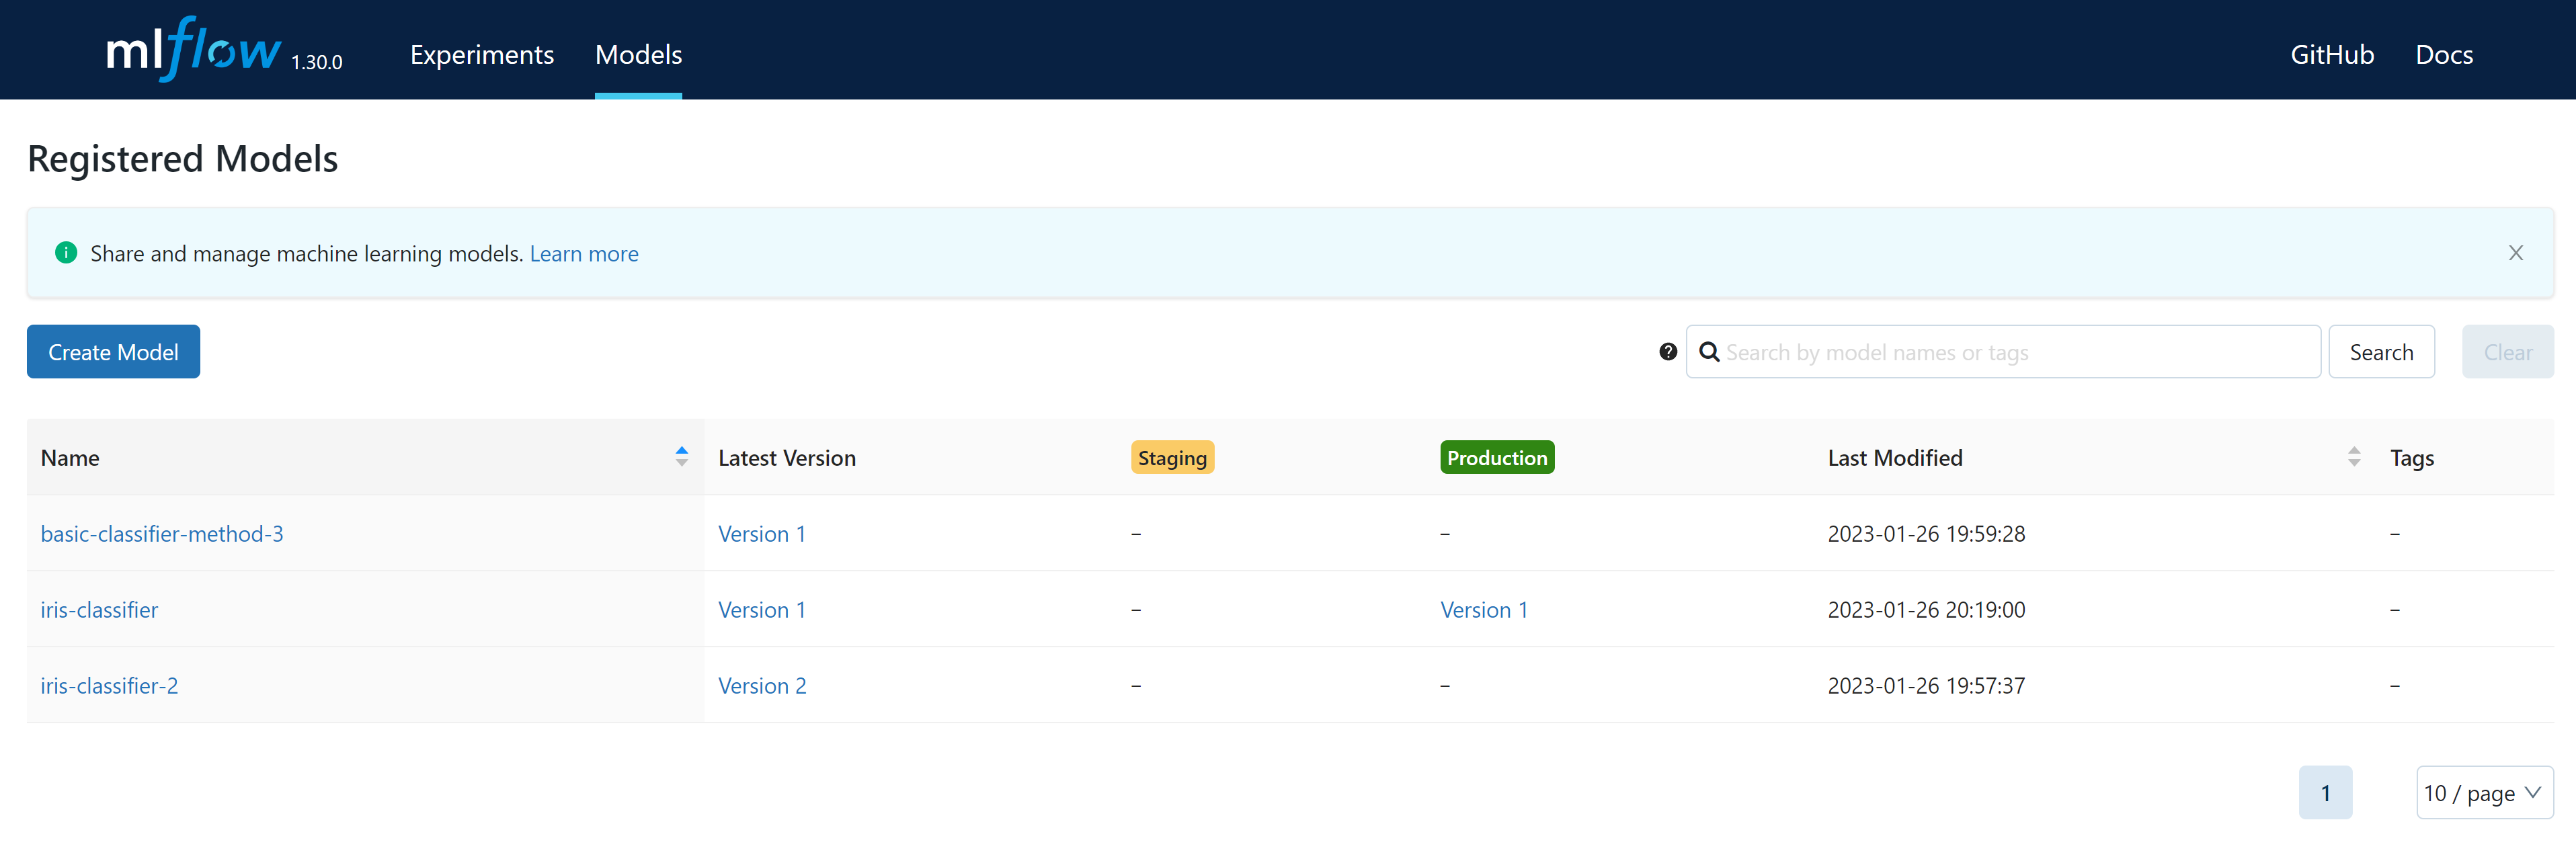 mlflow 1.30.0 Experiments Models GitHub Docs
Registered Models
Share and manage machine learning models. Learn more
Create Model Search by model names or tags Search Clear
Name Latest Version Staging Production Last Modified Tags
basic-classifier-method-3 Version 1 – – 2023-01-26 19:59:28 –
iris-classifier Version 1 – Version 1 2023-01-26 20:19:00 –
iris-classifier-2 Version 2 – – 2023-01-26 19:57:37 –
1 10 / page